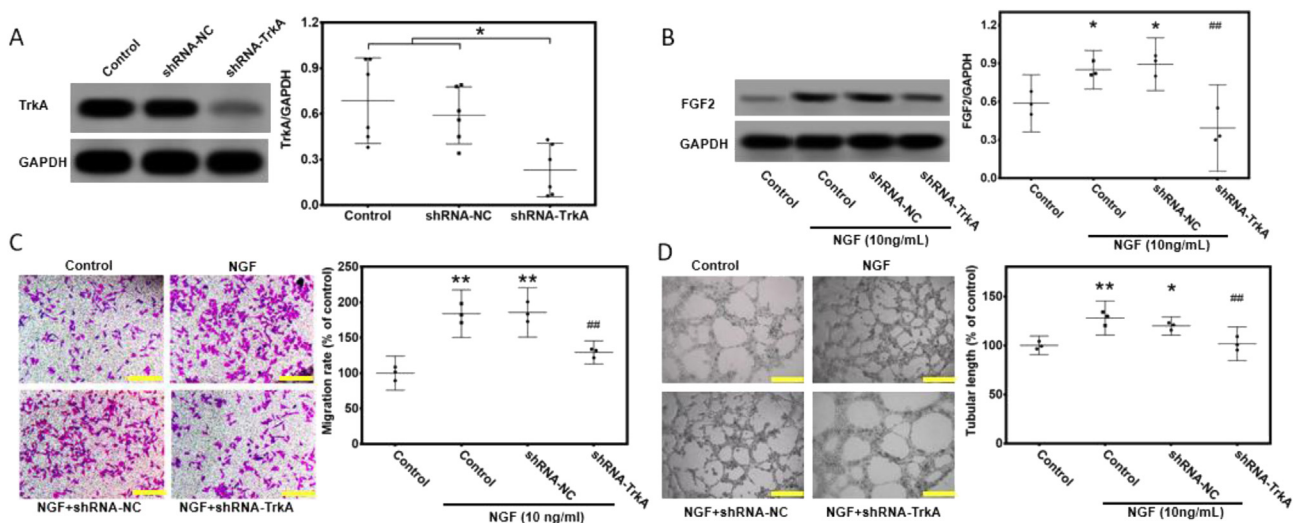 A
Control
shRNA-NC
shRNA-TrkA
TrkA
GAPDH
TrkA/GAPDH
1.2
0.9
0.6
0.3
0.0
*
Control
shRNA-NC
shRNA-TrkA
B
FGF2
GAPDH
Control
Control
shRNA-NC
shRNA-TrkA
NGF (10ng/mL)
FGF2/GAPDH
1.2
0.9
0.6
0.3
0.0
*
*
##
Control
Control
shRNA-NC
shRNA-TrkA
NGF (10ng/mL)
C
Control
NGF
NGF+shRNA-NC
NGF+shRNA-TrkA
Migration rate (% of control)
250
200
150
100
50
0
**
**
##
Control
Control
shRNA-NC
shRNA-TrkA
NGF (10 ng/ml)
D
Control
NGF
NGF+shRNA-NC
NGF+shRNA-TrkA
Tubular length (% of control)
150
100
50
0
**
*
##
Control
Control
shRNA-NC
shRNA-TrkA
NGF (10ng/mL)